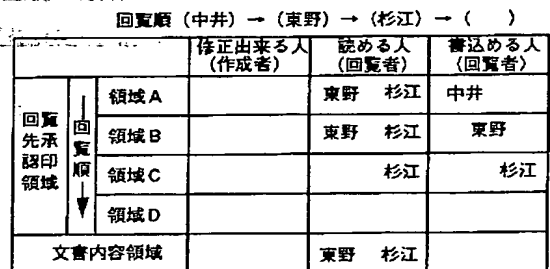 回覧順（中井）→（東野）→（杉江）→（　　）
修正出来る人 読める人 書込める人
（作成者） （回覧者） （回覧者）
回覧先承認印領域
回覧順
領域A 東野 杉江 中井
領域B 東野 杉江 東野
領域C 杉江 杉江
領域D
文書内容領域 東野 杉江